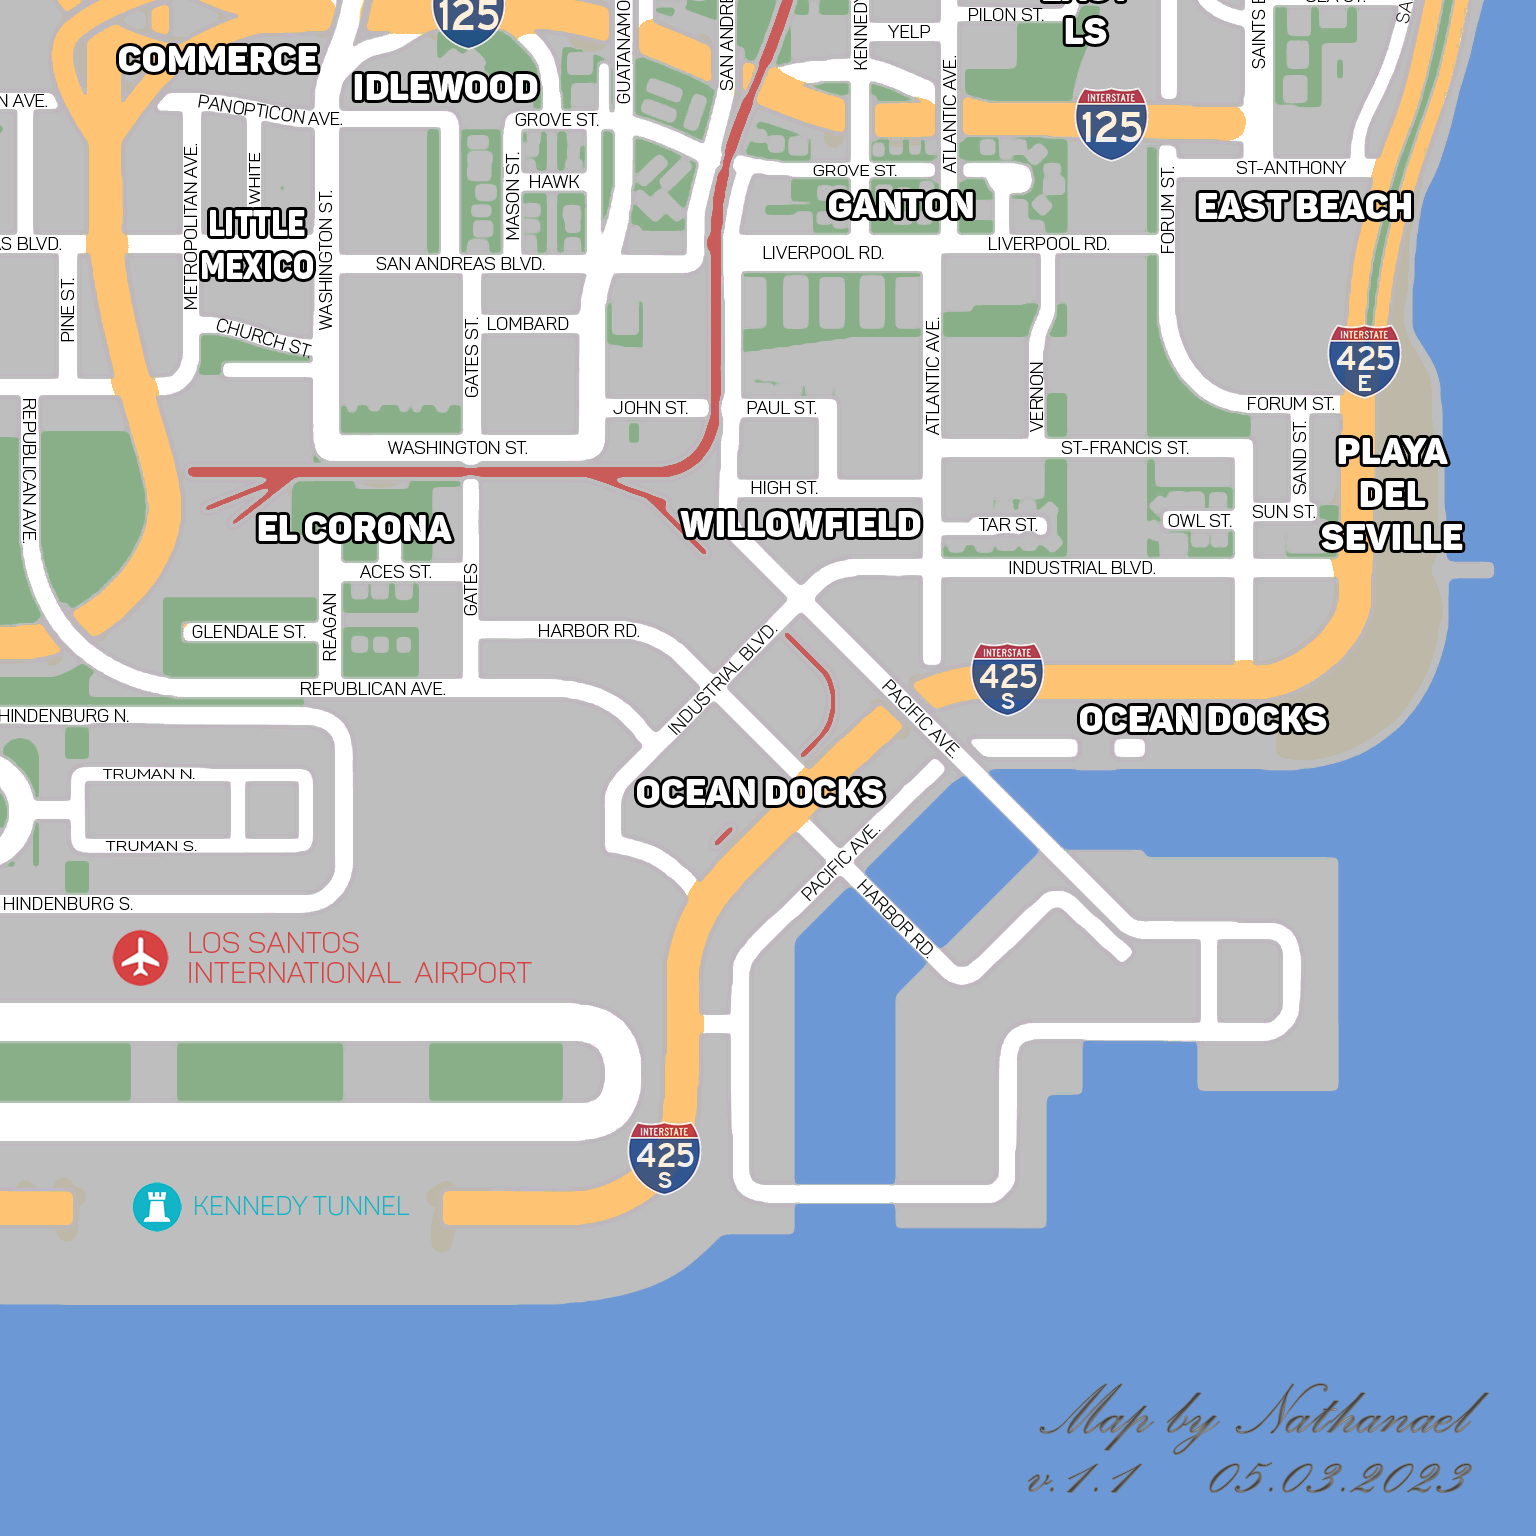 125
EAST
LS
PILON ST.
YELP
COMMERCE
IDLEWOOD
N AVE.
PANOPTICON AVE.
GROVE ST.
GUATANAMO
SAN ANDRE
KENNEDY
ATLANTIC AVE.
SAINTS B
SA
INTERSTATE
125
METROPOLITAN AVE.
WHITE
WASHINGTON ST.
MASON ST.
HAWK
GROVE ST.
GANTON
FORUM ST.
ST-ANTHONY
EAST BEACH
LITTLE
MEXICO
S BLVD.
PINE ST.
SAN ANDREAS BLVD.
LIVERPOOL RD.
LIVERPOOL RD.
CHURCH ST.
GATES ST.
LOMBARD
ATLANTIC AVE.
VERNON
INTERSTATE
425
E
REPUBLICAN AVE.
JOHN ST.
PAUL ST.
FORUM ST.
SAND ST.
WASHINGTON ST.
ST-FRANCIS ST.
PLAYA
DEL
SEVILLE
HIGH ST.
EL CORONA
WILLOWFIELD
TAR ST.
OWL ST.
SUN ST.
ACES ST.
GATES
INDUSTRIAL BLVD.
GLENDALE ST.
REAGAN
HARBOR RD.
INDUSTRIAL BLVD.
REPUBLICAN AVE.
PACIFIC AVE.
INTERSTATE
425
S
HINDENBURG N.
OCEAN DOCKS
TRUMAN N.
OCEAN DOCKS
TRUMAN S.
PACIFIC AVE.
HARBOR RD.
HINDENBURG S.
LOS SANTOS
INTERNATIONAL AIRPORT
INTERSTATE
425
S
KENNEDY TUNNEL
Map by Nathanael
v.1.1 05.03.2023